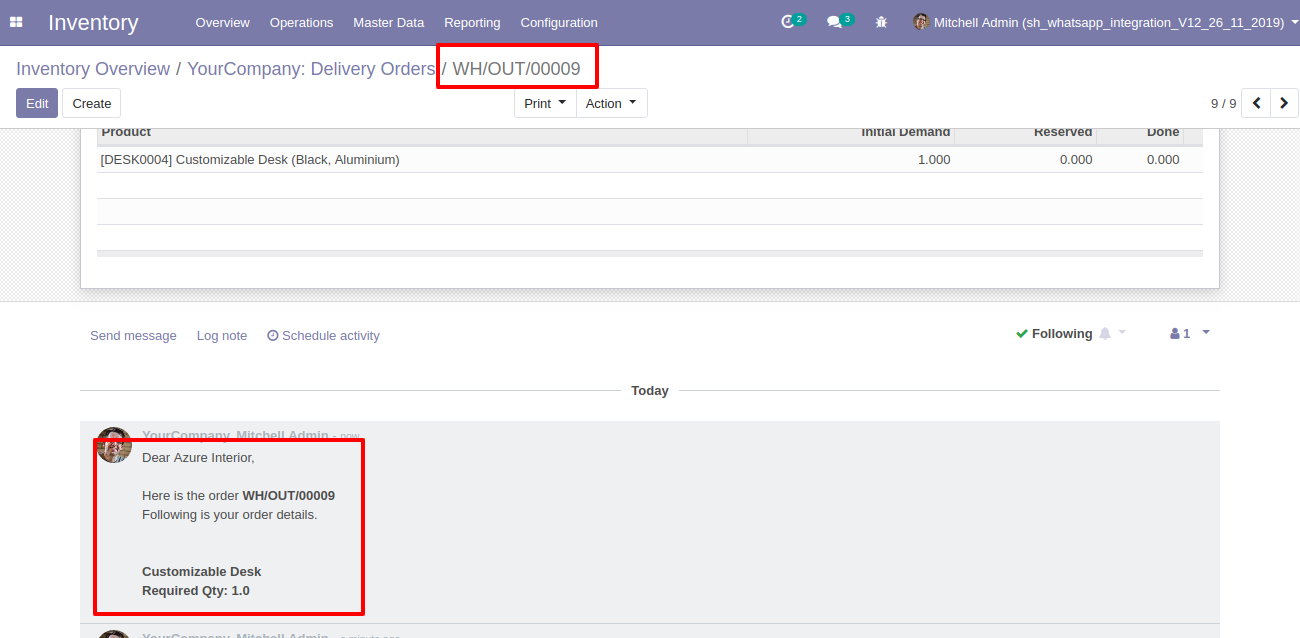 Inventory Overview Operations Master Data Reporting Configuration 2 3 Mitchell Admin (sh_whatsapp_integration_V12_26_11_2019)
Inventory Overview / YourCompany: Delivery Orders / WH/OUT/00009
Edit Create Print Action 9 / 9
Product Initial Demand Reserved Done
[DESK0004] Customizable Desk (Black, Aluminium) 1.000 0.000 0.000
Send message Log note Schedule activity Following 1
Today
YourCompany, Mitchell Admin - now
Dear Azure Interior,
Here is the order WH/OUT/00009
Following is your order details.
Customizable Desk
Required Qty: 1.0
YourCompany, Mitchell Admin - a minute ago